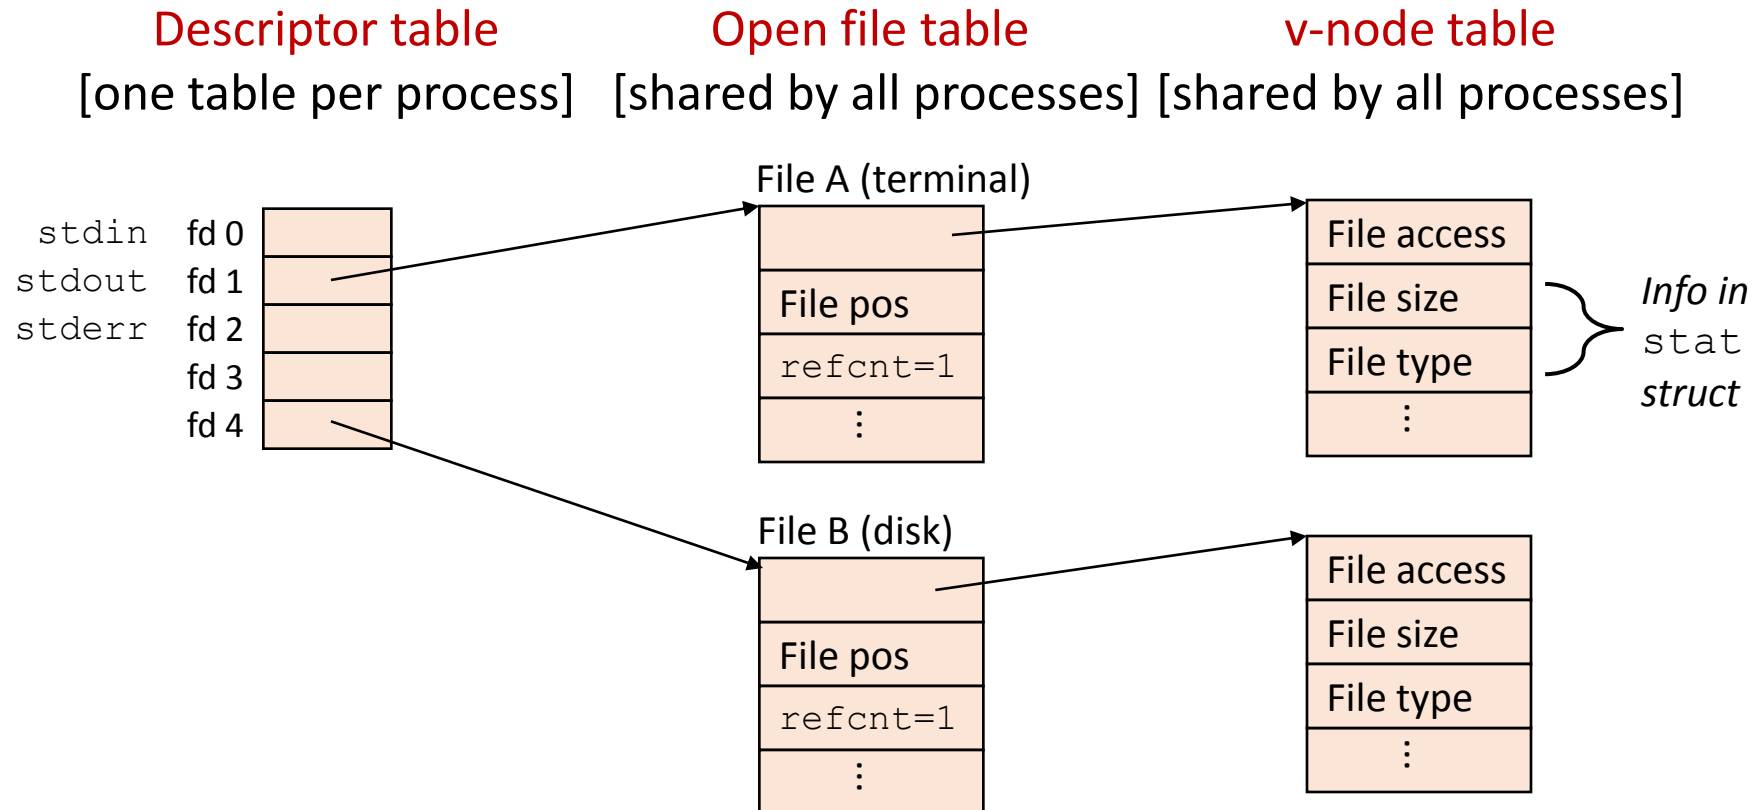 Descriptor table
[one table per process]
Open file table
[shared by all processes]
v-node table
[shared by all processes]
stdin fd 0
stdout fd 1
stderr fd 2
fd 3
fd 4
File A (terminal)
File pos
refcnt=1
⋮
File access
File size
File type
⋮
Info in
stat
struct
File B (disk)
File pos
refcnt=1
⋮
File access
File size
File type
⋮